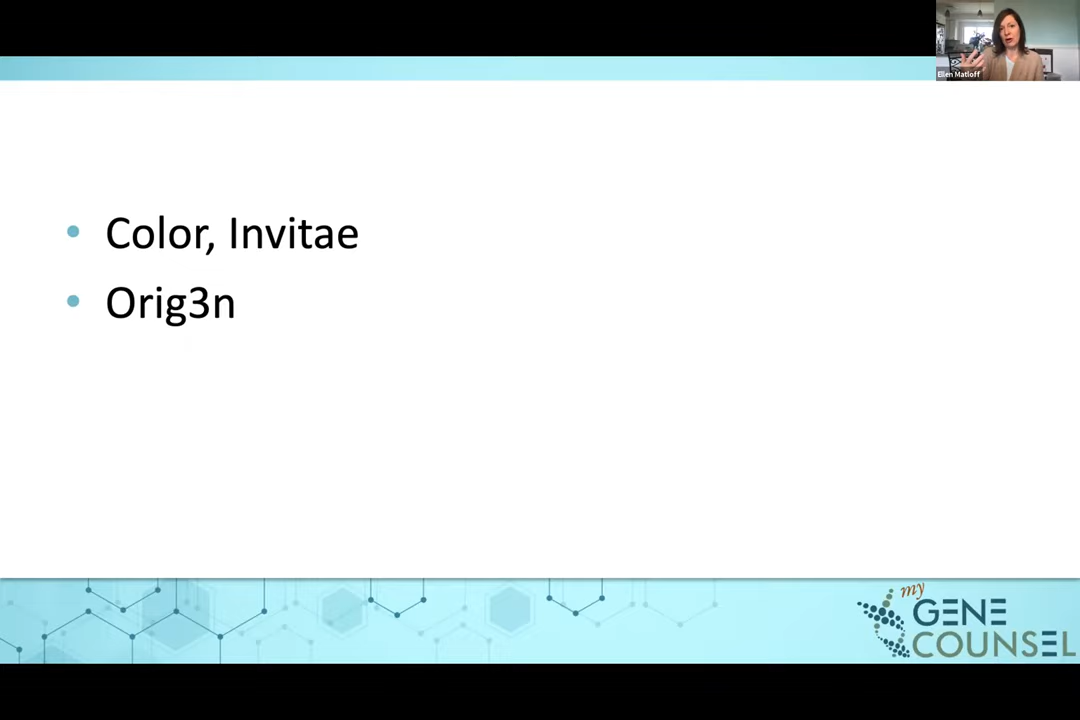 Ellen Matloff
• Color, Invitae
• Orig3n
my
GENE
COUNSEL